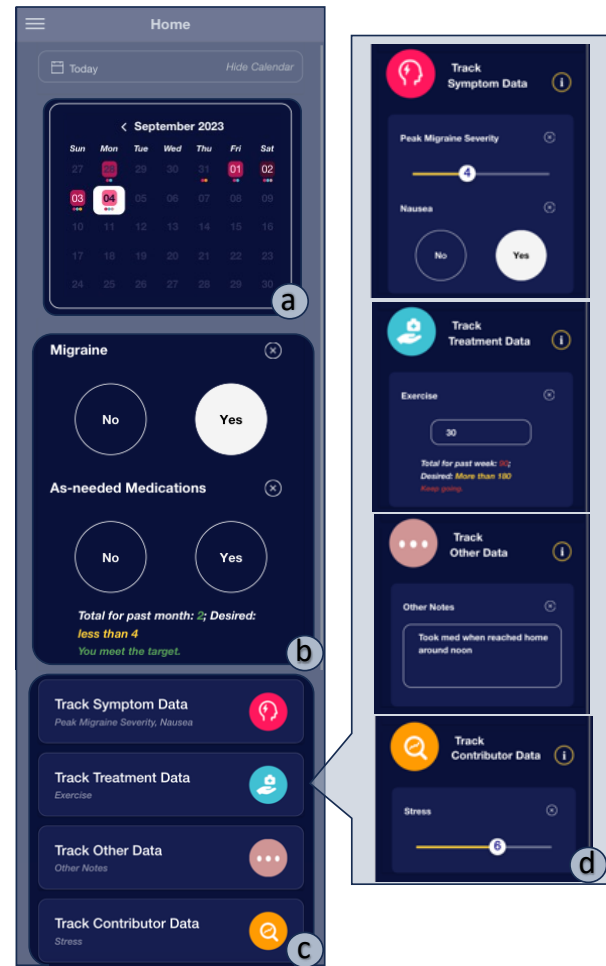 Home
Today
Hide Calendar
< September 2023
Sun Mon Tue Wed Thu Fri Sat
27 28 29 30 31 01 02
03 04 05 06 07 08 09
10 11 12 13 14 15 16
17 18 19 20 21 22 23
24 25 26 27 28 29 30
a
Migraine
No Yes
As-needed Medications
No Yes
Total for past month: 2; Desired:
less than 4
You meet the target.
b
Track Symptom Data
Peak Migraine Severity, Nausea
Track Treatment Data
Exercise
Track Other Data
Other Notes
Track Contributor Data
Stress
c
Track
Symptom Data
i
Peak Migraine Severity
4
Nausea
No Yes
Track
Treatment Data
i
Exercise
30
Total for past week: 90;
Desired: More than 180
Keep going.
Track
Other Data
i
Other Notes
Took med when reached home
around noon
Track
Contributor Data
i
Stress
6
d